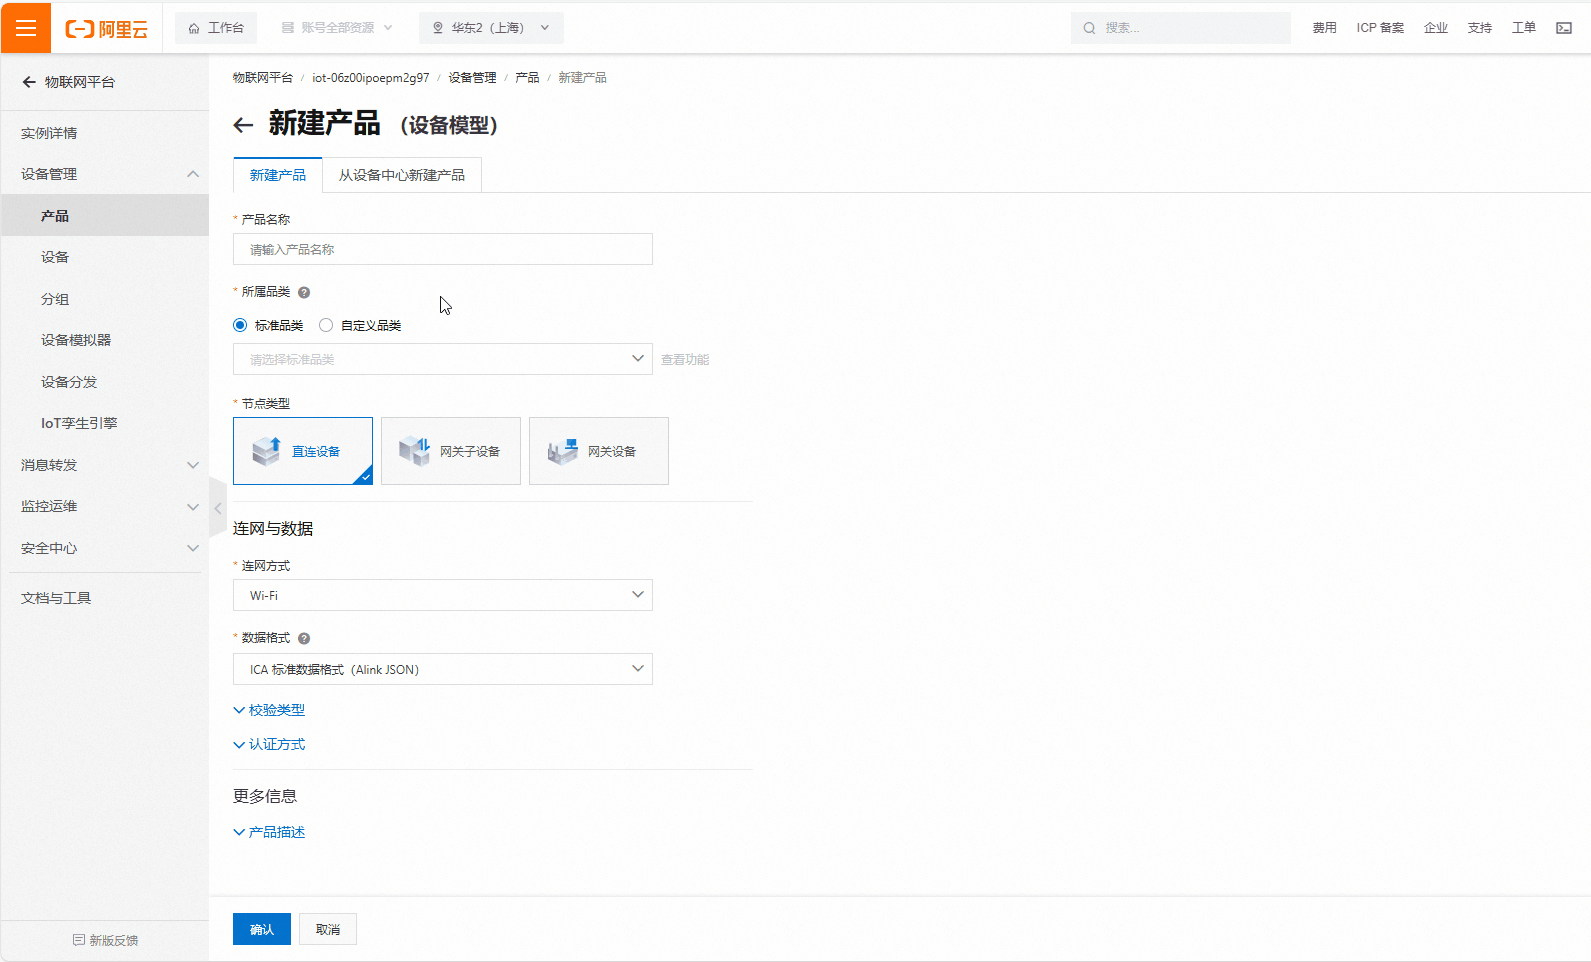 阿里云
工作台
账号全部资源
华东2（上海）
搜索...
费用
ICP 备案
企业
支持
工单
物联网平台
实例详情
设备管理
产品
设备
分组
设备模拟器
设备分发
IoT孪生引擎
消息转发
监控运维
安全中心
文档与工具
新版反馈
物联网平台 / iot-06z00ipoepm2g97 / 设备管理 / 产品 / 新建产品
新建产品 （设备模型）
新建产品
从设备中心新建产品
* 产品名称
请输入产品名称
* 所属品类 ?
标准品类
自定义品类
请选择标准品类
查看功能
* 节点类型
直连设备
网关子设备
网关设备
连网与数据
* 连网方式
Wi-Fi
* 数据格式 ?
ICA 标准数据格式（Alink JSON）
校验类型
认证方式
更多信息
产品描述
确认
取消